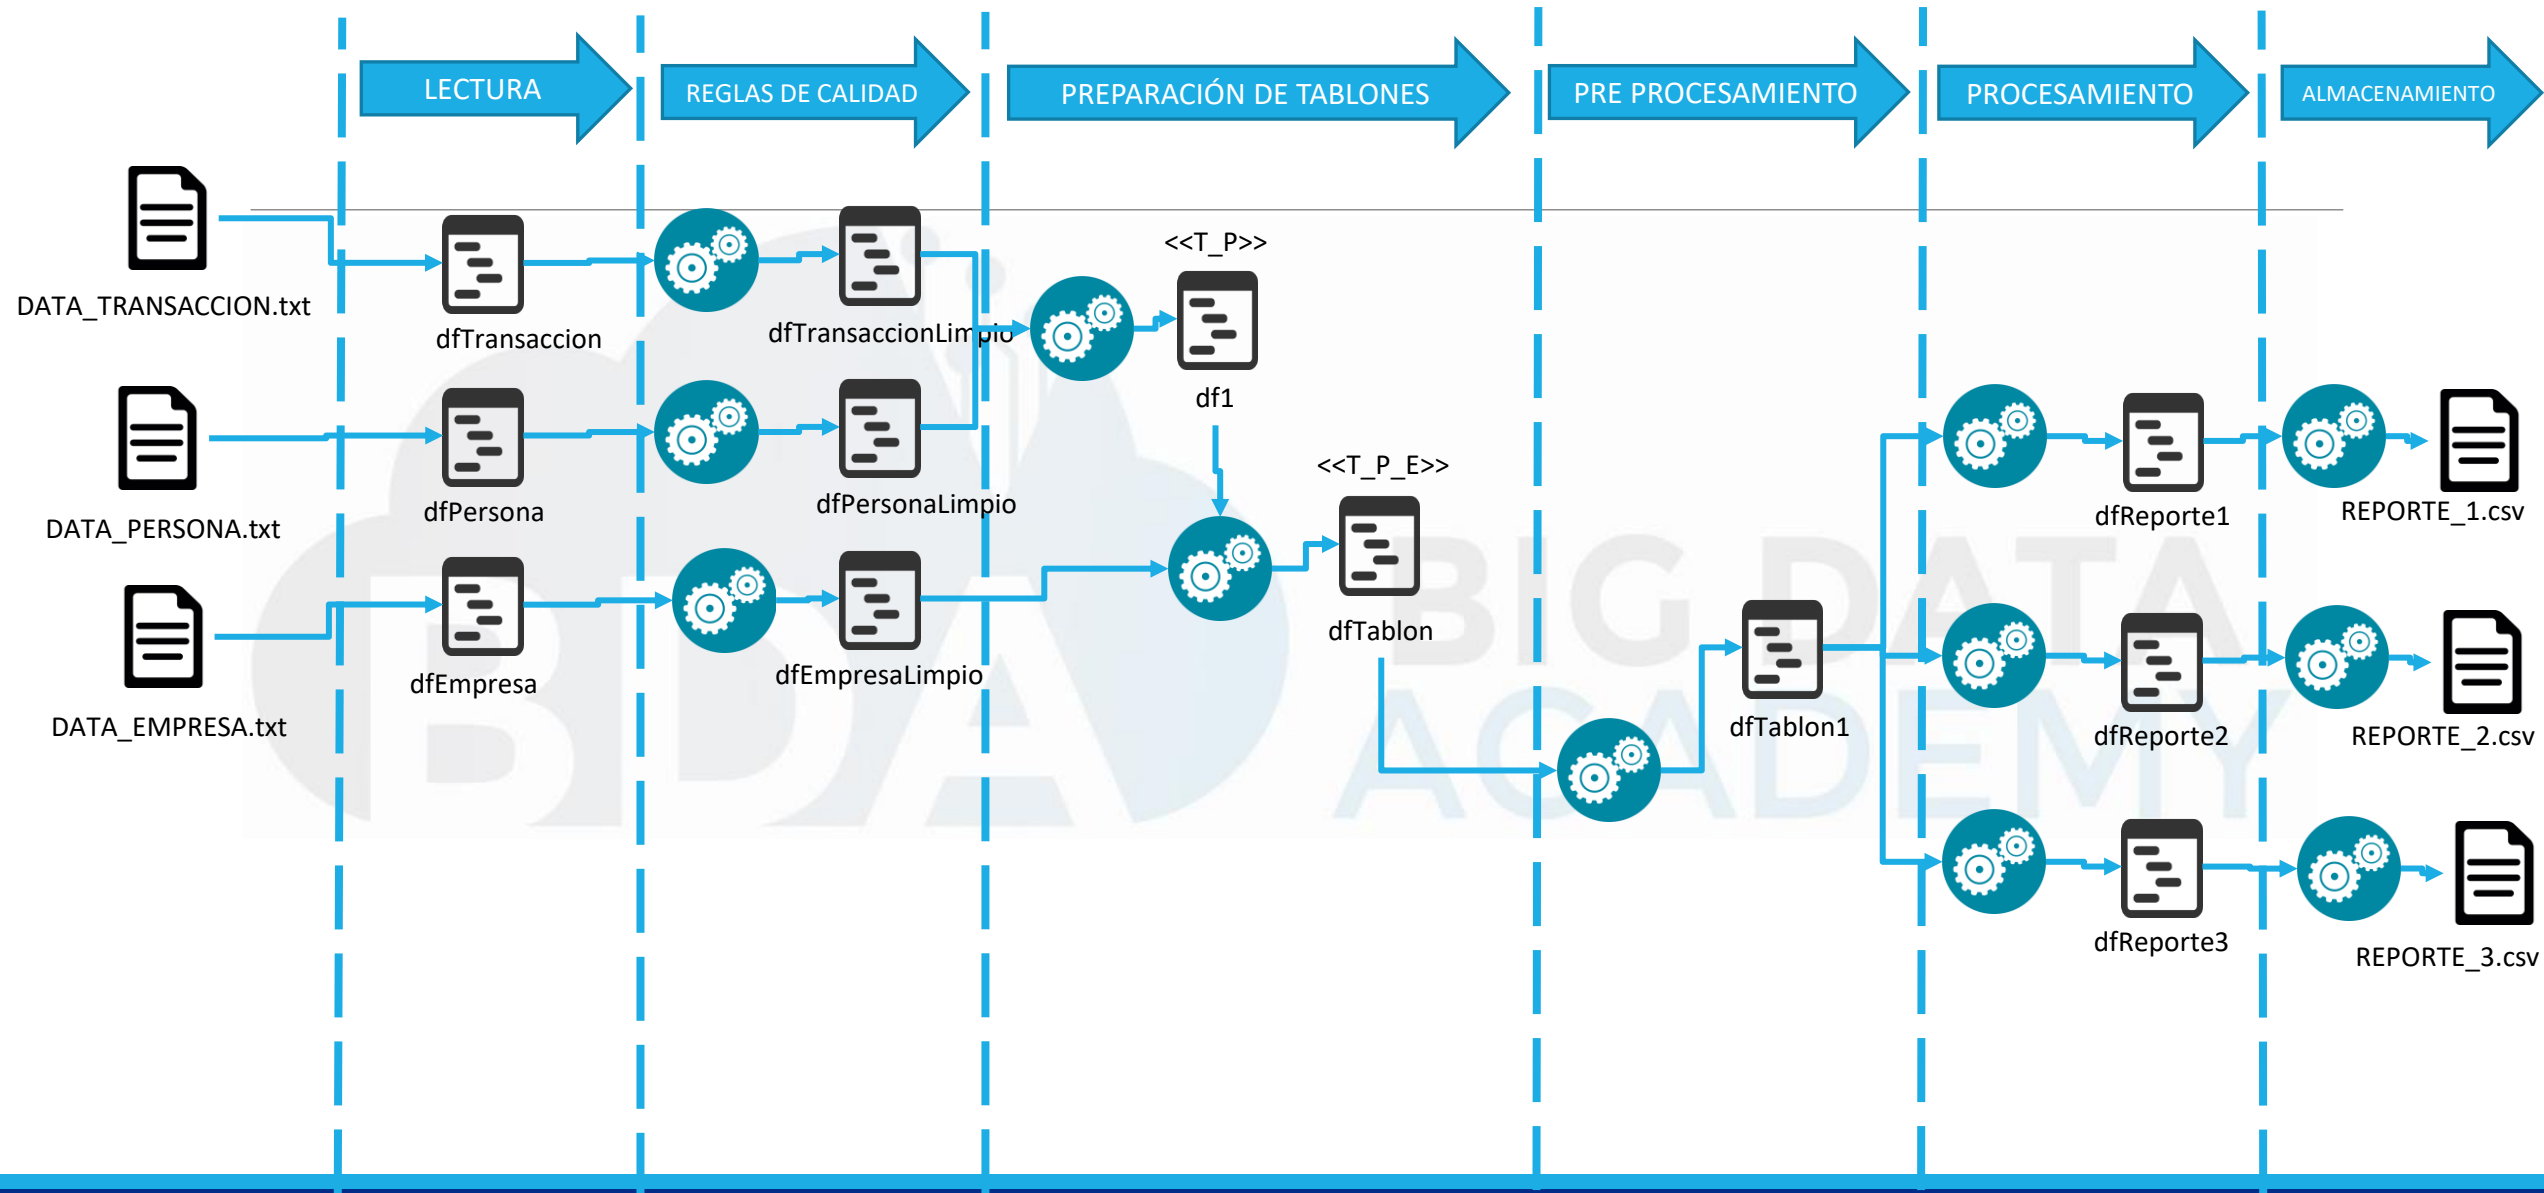 LECTURA
REGLAS DE CALIDAD
PREPARACIÓN DE TABLONES
PRE PROCESAMIENTO
PROCESAMIENTO
ALMACENAMIENTO
DATA_TRANSACCION.txt
dfTransaccion
dfTransaccionLimpio
<<T_P>>
df1
DATA_PERSONA.txt
dfPersona
dfPersonaLimpio
<<T_P_E>>
dfTablon
DATA_EMPRESA.txt
dfEmpresa
dfEmpresaLimpio
dfTablon1
dfReporte1
REPORTE_1.csv
dfReporte2
REPORTE_2.csv
dfReporte3
REPORTE_3.csv
BDA
BIG DATA
ACADEMY